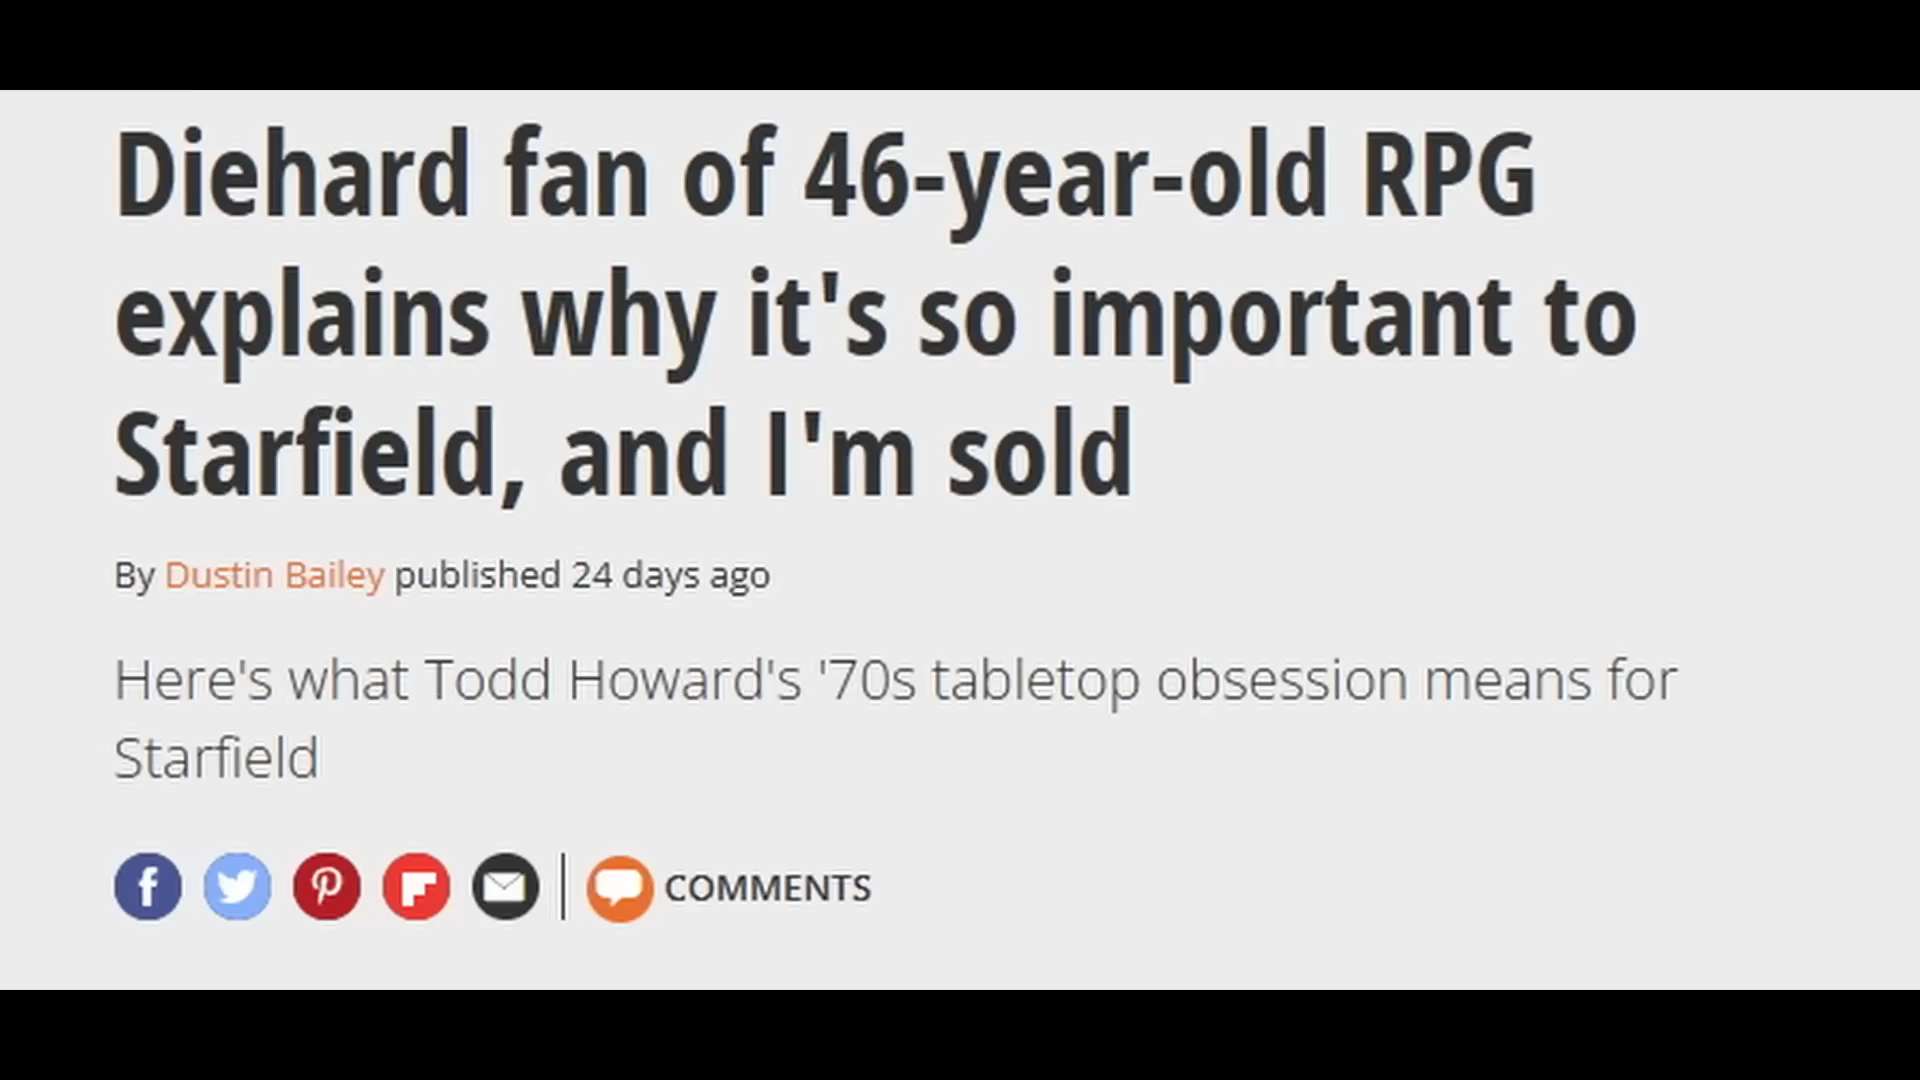 Diehard fan of 46-year-old RPG
explains why it's so important to
Starfield, and I'm sold
By Dustin Bailey published 24 days ago
Here's what Todd Howard's '70s tabletop obsession means for
Starfield
COMMENTS